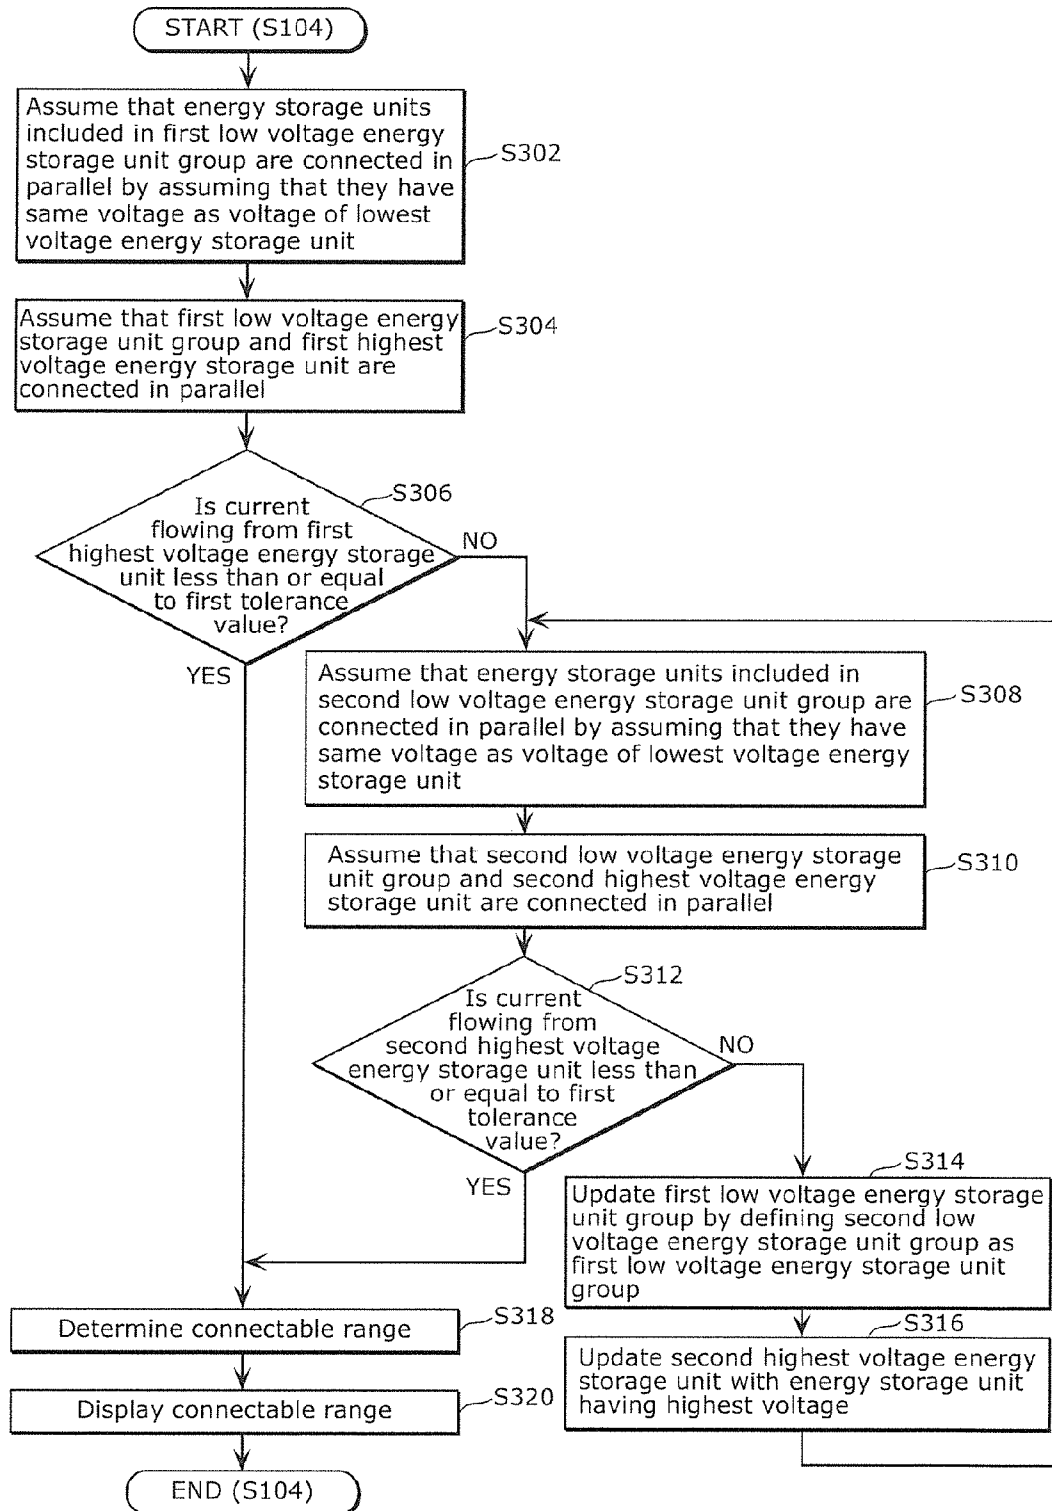 START (S104)
Assume that energy storage units
included in first low voltage energy
storage unit group are connected in
parallel by assuming that they have
same voltage as voltage of lowest
voltage energy storage unit
S302
Assume that first low voltage energy
storage unit group and first highest
voltage energy storage unit are
connected in parallel
S304
Is current
flowing from first
highest voltage energy storage
unit less than or equal
to first tolerance
value?
S306
NO
YES
Assume that energy storage units included in
second low voltage energy storage unit group are
connected in parallel by assuming that they have
same voltage as voltage of lowest voltage energy
storage unit
S308
Assume that second low voltage energy storage
unit group and second highest voltage energy
storage unit are connected in parallel
S310
Is current
flowing from
second highest voltage
energy storage unit less than
or equal to first
tolerance
value?
S312
NO
YES
S314
Update first low voltage energy storage
unit group by defining second low
voltage energy storage unit group as
first low voltage energy storage unit
group
S316
Update second highest voltage energy
storage unit with energy storage unit
having highest voltage
Determine connectable range
S318
Display connectable range
S320
END (S104)